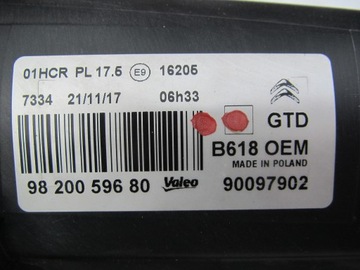 01HCR PL 17.5 E9 16205
7334 21/11/17 06h33
GTD
B618 OEM
MADE IN POLAND
98 200 596 80 Valeo 90097902